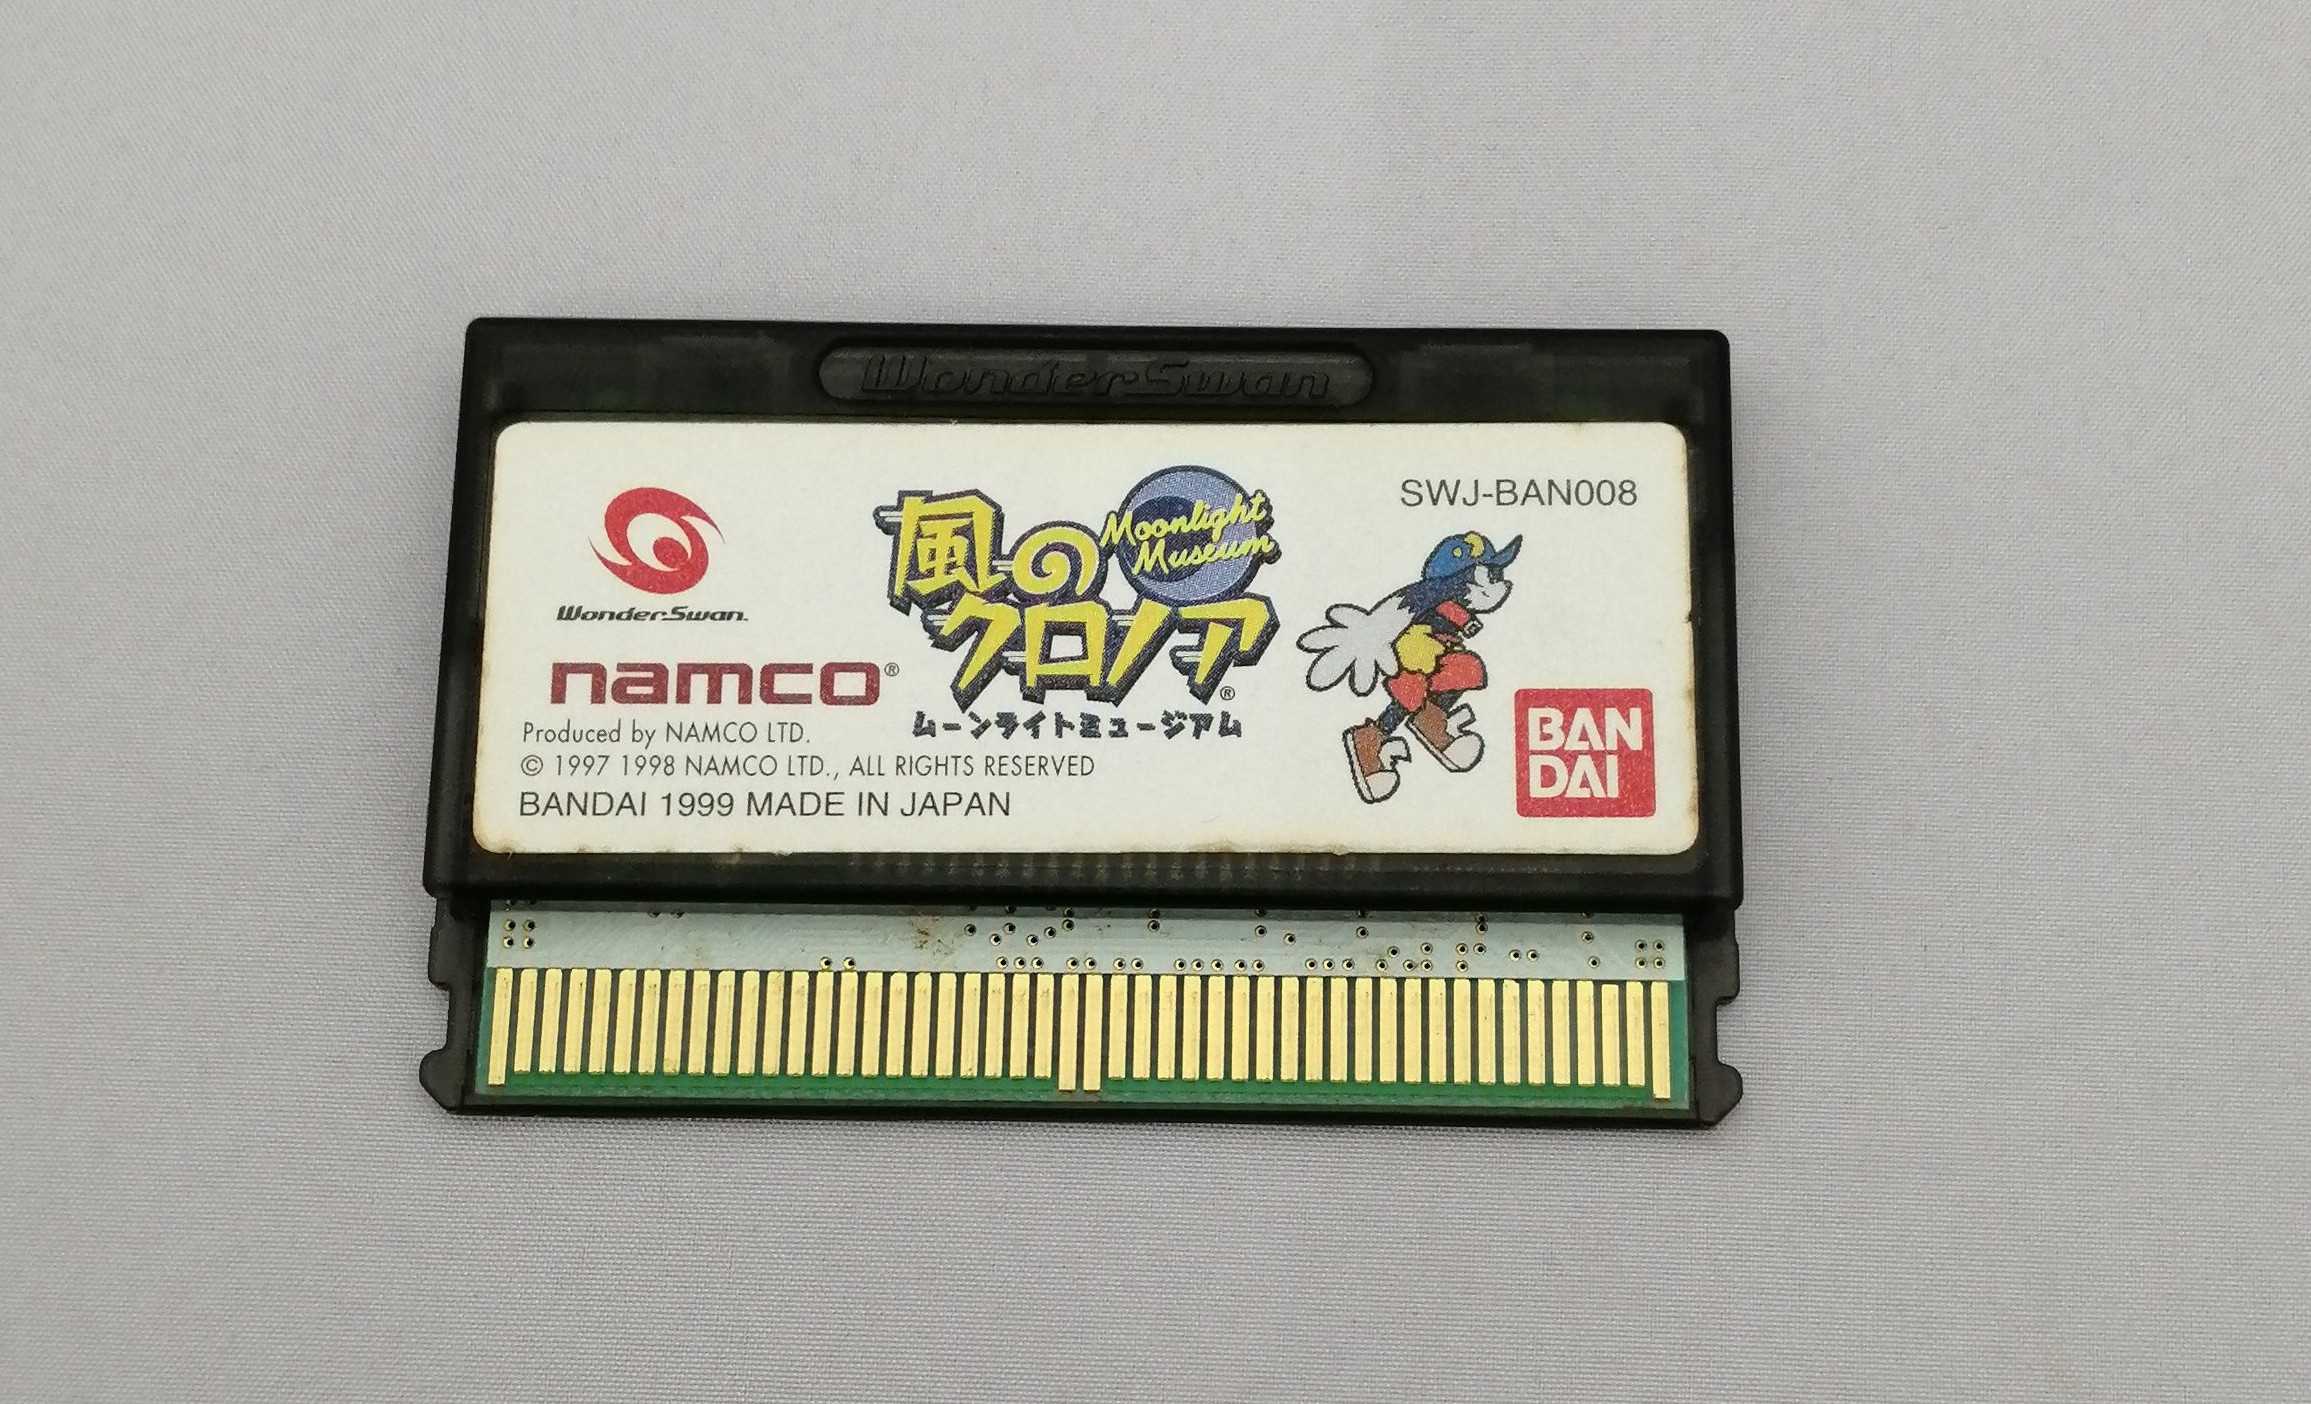 WonderSwan
SWJ-BAN008
WonderSwan
風の
Moonlight
Museum
クロノア®
ムーンライトミュージアム
namco®
Produced by NAMCO LTD.
© 1997 1998 NAMCO LTD., ALL RIGHTS RESERVED
BANDAI 1999 MADE IN JAPAN
BAN
DAI